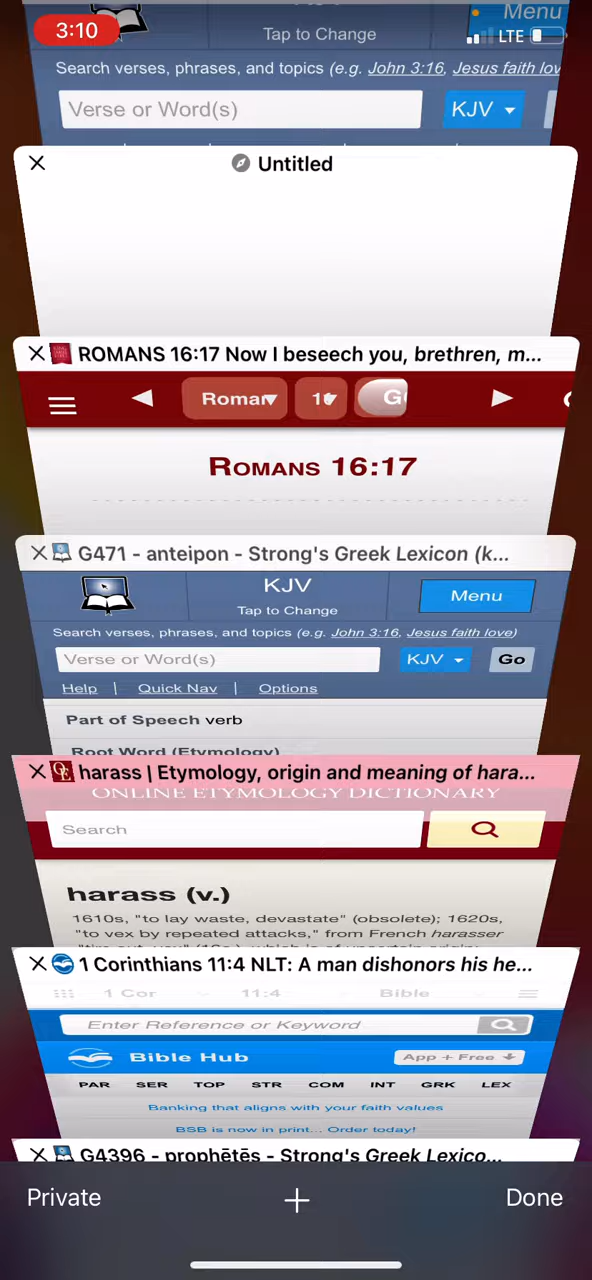 Menu
3:10
Tap to Change
LTE
Search verses, phrases, and topics (e.g. John 3:16, Jesus faith lov
Verse or Word(s)
KJV
Untitled
ROMANS 16:17 Now I beseech you, brethren, m...
Roman
Romans 16:17
G471 - anteipon - Strong's Greek Lexicon (k...
KJV
Menu
Tap to Change
Search verses, phrases, and topics (e.g. John 3:16, Jesus faith love)
Verse or Word(s)
KJV
Go
Help | Quick Nav | Options
Part of Speech verb
Root Word (Etymology)
OE harass | Etymology, origin and meaning of hara...
ONLINE ETYMOLOGY DICTIONARY
Search
harass (v.)
1610s, "to lay waste, devastate" (obsolete); 1620s,
"to vex by repeated attacks," from French harasser
1 Corinthians 11:4 NLT: A man dishonors his he...
1 Cor 11:4 Bible
Enter Reference or Keyword
Bible Hub
App + Free
PAR SER TOP STR COM INT GRK LEX
Banking that aligns with your faith values
BSB is now in print... Order today!
G4396 - prophētēs - Strong's Greek Lexico...
Private
Done